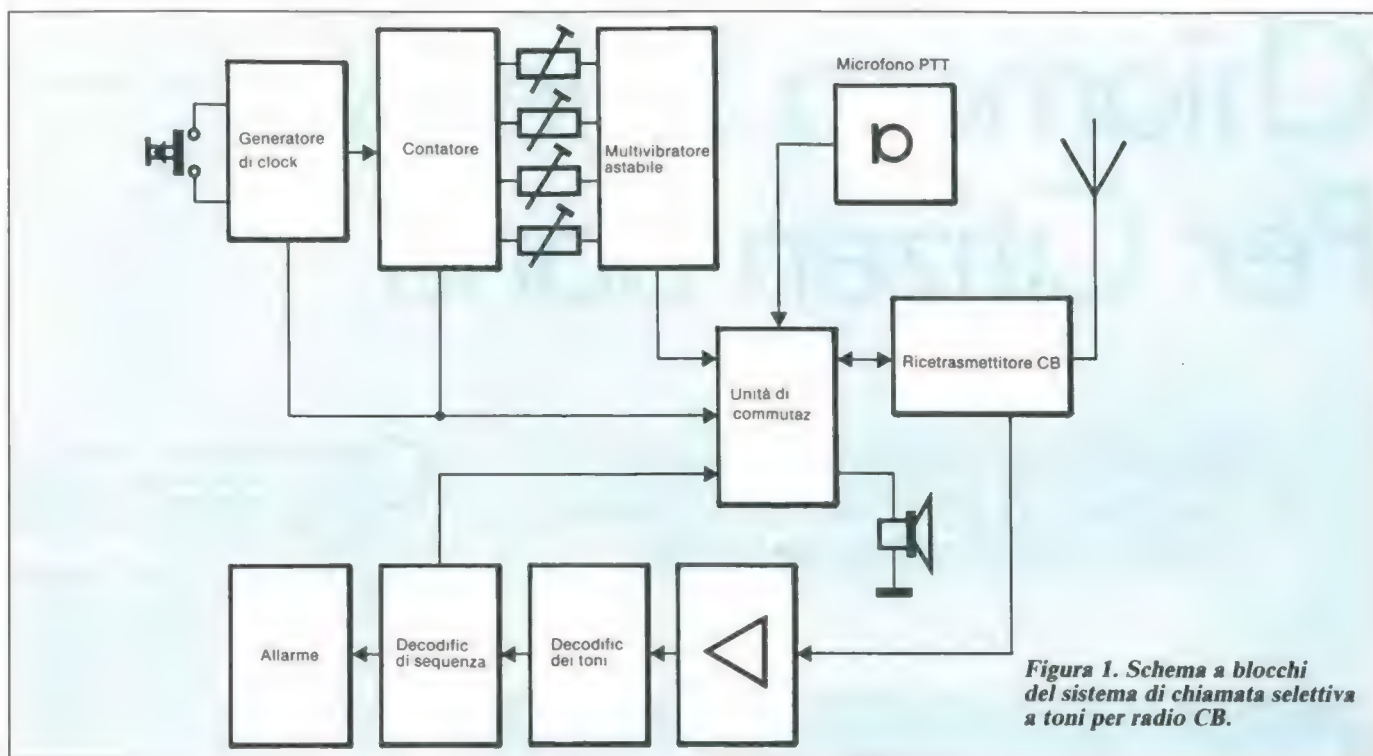 Microfono PTT
Generatore
di clock
Contatore
Multivibratore
astabile
Ricetrasmettitore CB
Unità di
commutaz
Allarme
Decodific
di sequenza
Decodific
dei toni
Figura 1. Schema a blocchi
del sistema di chiamata selettiva
a toni per radio CB.